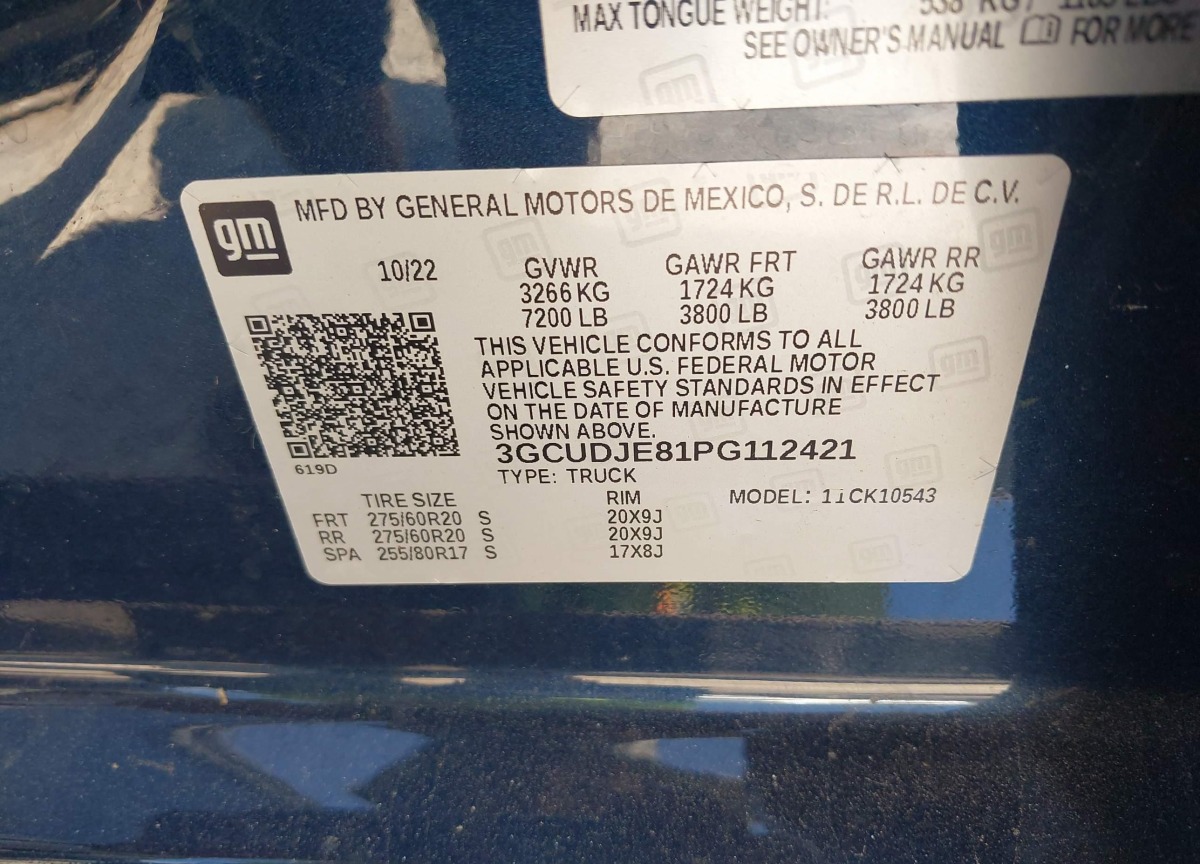 MAX TONGUE WEIGHT: 538 KG
SEE OWNER'S MANUAL FOR MORE
gm
MFD BY GENERAL MOTORS DE MEXICO, S. DE R.L. DE C.V.
10/22 GVWR GAWR FRT GAWR RR
3266 KG 1724 KG 1724 KG
7200 LB 3800 LB 3800 LB
THIS VEHICLE CONFORMS TO ALL
APPLICABLE U.S. FEDERAL MOTOR
VEHICLE SAFETY STANDARDS IN EFFECT
ON THE DATE OF MANUFACTURE
SHOWN ABOVE.
3GCUDJE81PG112421
619D TYPE: TRUCK
TIRE SIZE RIM MODEL: 11CK10543
FRT 275/60R20 S 20X9J
RR 275/60R20 S 20X9J
SPA 255/80R17 S 17X8J